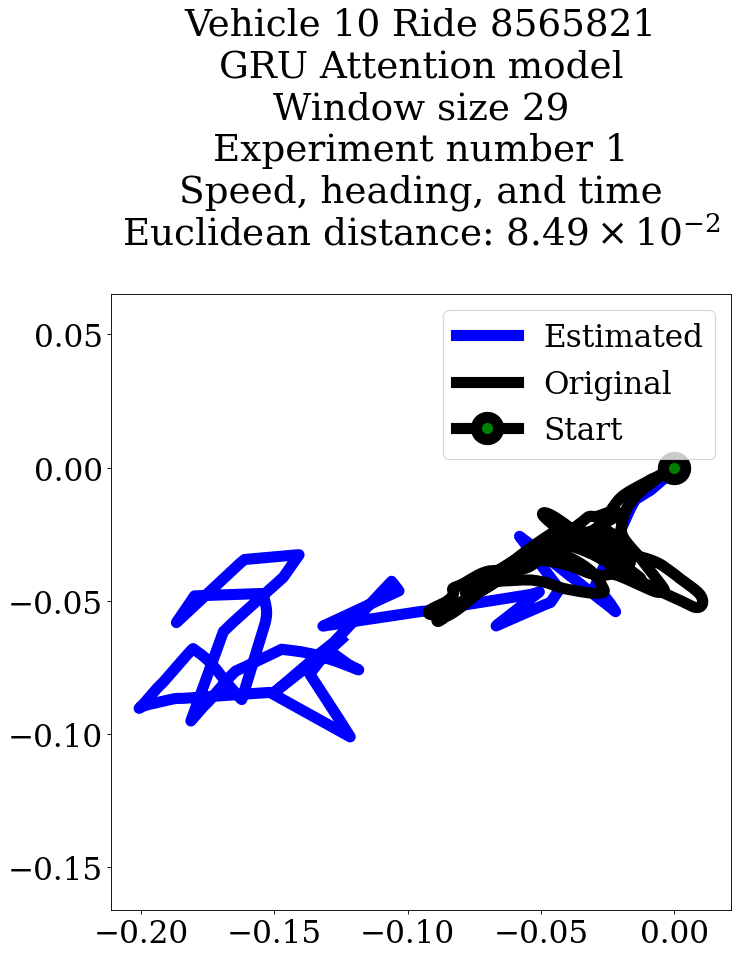 Vehicle 10 Ride 8565821
GRU Attention model
Window size 29
Experiment number 1
Speed, heading, and time
Euclidean distance: 8.49 × 10⁻²
Estimated
Original
Start
0.05
0.00
−0.05
−0.10
−0.15
−0.20 −0.15 −0.10 −0.05 0.00